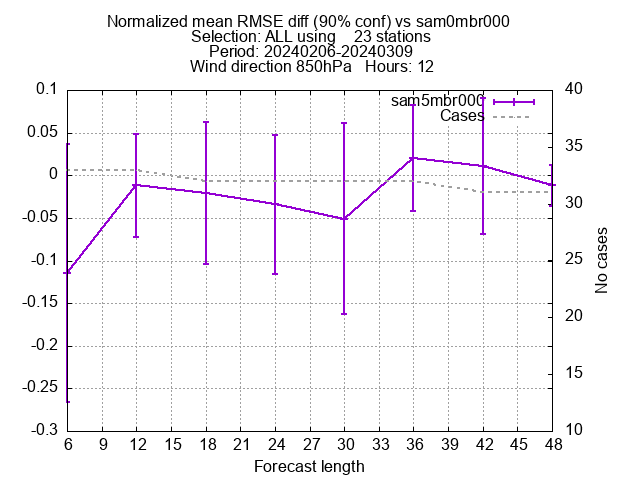 Normalized mean RMSE diff (90% conf) vs sam0mbr000
Selection: ALL using    23 stations
Period: 20240206-20240309
Wind direction 850hPa   Hours: 12
sam5mbr000
Cases
0.1
0.05
0
-0.05
-0.1
-0.15
-0.2
-0.25
-0.3
40
35
30
25
20
15
10
No cases
6 9 12 15 18 21 24 27 30 33 36 39 42 45 48
Forecast length